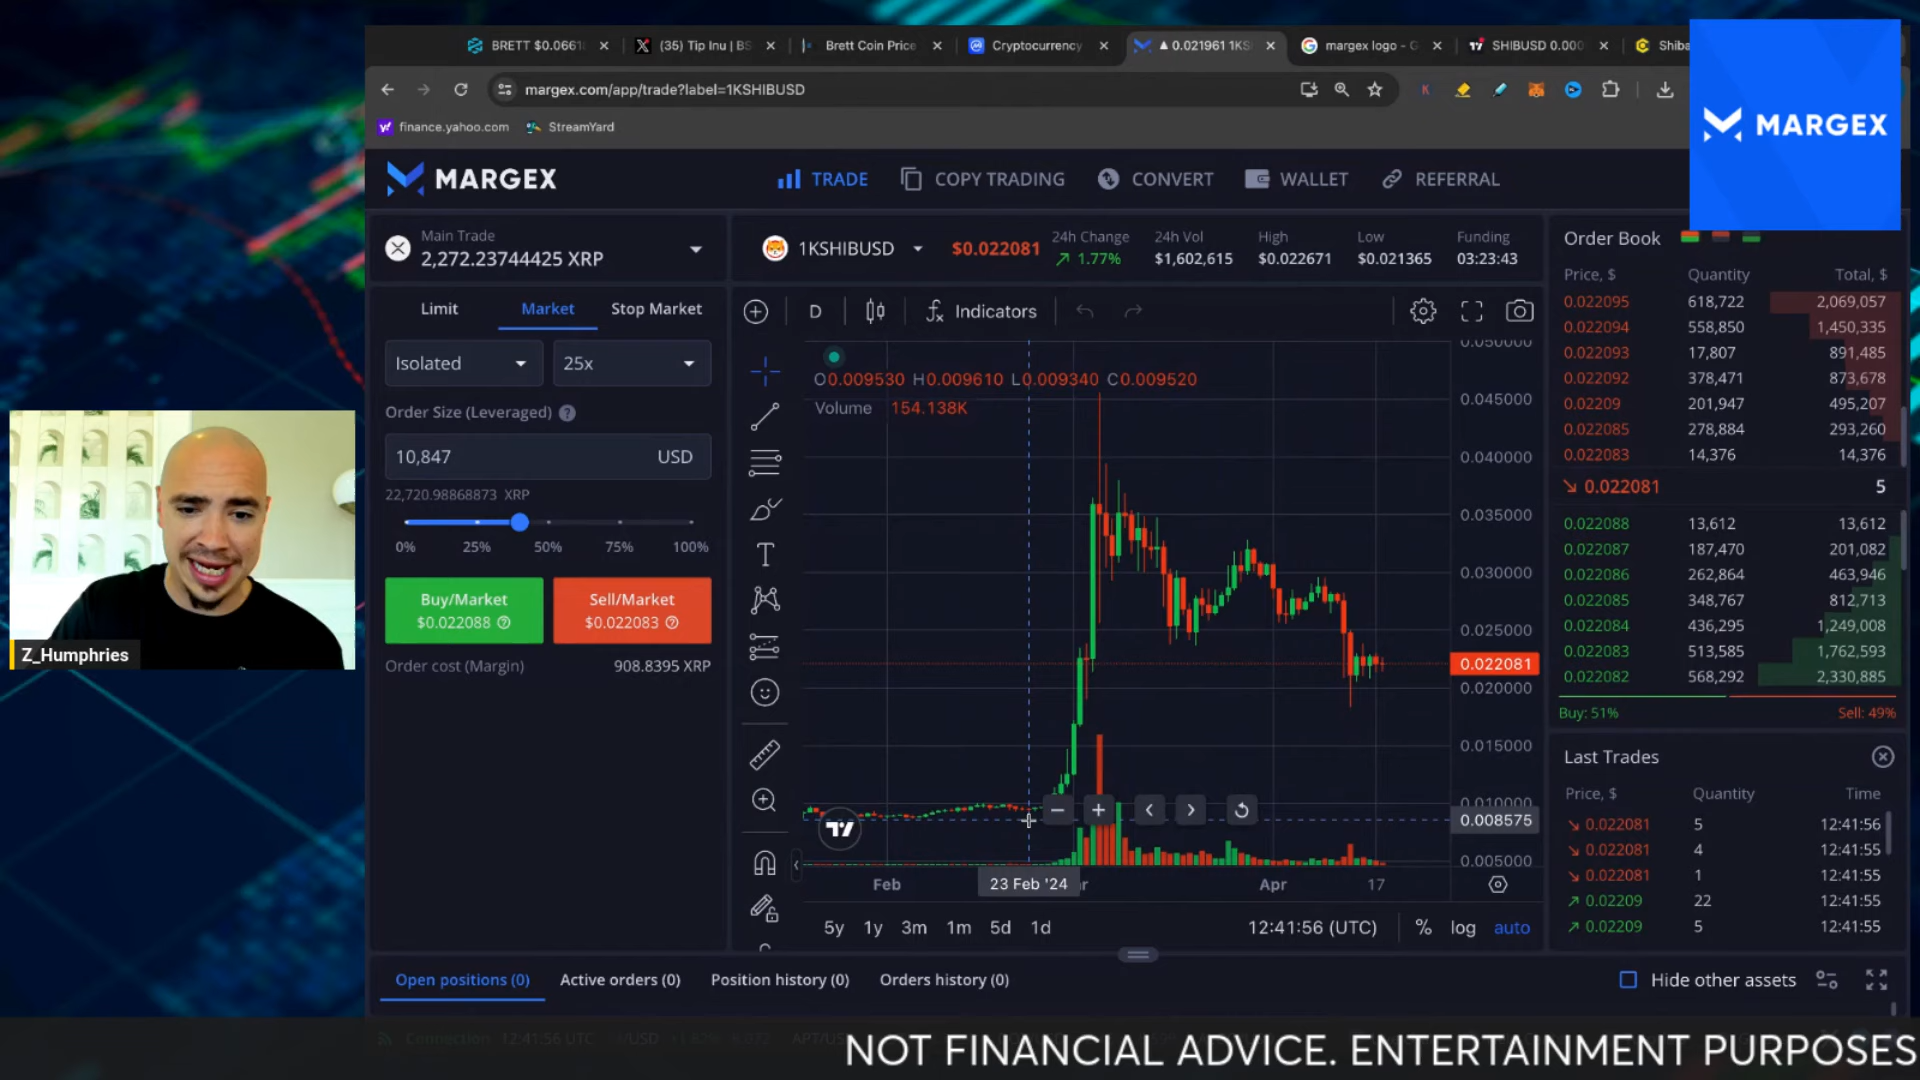 BRETT $0.0661
(35) Tip Inu | BS
Brett Coin Price
Cryptocurrency
▲ 0.021961 1KS
margex logo - G
SHIBUSD 0.000
Shiba
margex.com/app/trade?label=1KSHIBUSD
finance.yahoo.com
StreamYard
MARGEX
MARGEX
TRADE
COPY TRADING
CONVERT
WALLET
REFERRAL
Main Trade
2,272.23744425 XRP
1KSHIBUSD
$0.022081
24h Change
↗ 1.77%
24h Vol
$1,602,615
High
$0.022671
Low
$0.021365
Funding
03:23:43
Limit
Market
Stop Market
Isolated
25x
Order Size (Leveraged)
10,847 USD
22,720.98868873 XRP
0% 25% 50% 75% 100%
Buy/Market
$0.022088
Sell/Market
$0.022083
Order cost (Margin) 908.8395 XRP
D
Indicators
O0.009530 H0.009610 L0.009340 C0.009520
Volume 154.138K
0.050000
0.045000
0.040000
0.035000
0.030000
0.025000
0.022081
0.020000
0.015000
0.010000
0.008575
0.005000
Feb
23 Feb '24
Apr
17
5y 1y 3m 1m 5d 1d
12:41:56 (UTC)
% log auto
Order Book
Price, $ Quantity Total, $
0.022095 618,722 2,069,057
0.022094 558,850 1,450,335
0.022093 17,807 891,485
0.022092 378,471 873,678
0.02209 201,947 495,207
0.022085 278,884 293,260
0.022083 14,376 14,376
↘ 0.022081 5
0.022088 13,612 13,612
0.022087 187,470 201,082
0.022086 262,864 463,946
0.022085 348,767 812,713
0.022084 436,295 1,249,008
0.022083 513,585 1,762,593
0.022082 568,292 2,330,885
Buy: 51% Sell: 49%
Last Trades
Price, $ Quantity Time
↘ 0.022081 5 12:41:56
↘ 0.022081 4 12:41:55
↘ 0.022081 1 12:41:55
↗ 0.02209 22 12:41:55
↗ 0.02209 5 12:41:55
Open positions (0)
Active orders (0)
Position history (0)
Orders history (0)
Hide other assets
Connection 12:41:56 UTC
Z_Humphries
NOT FINANCIAL ADVICE. ENTERTAINMENT PURPOSES